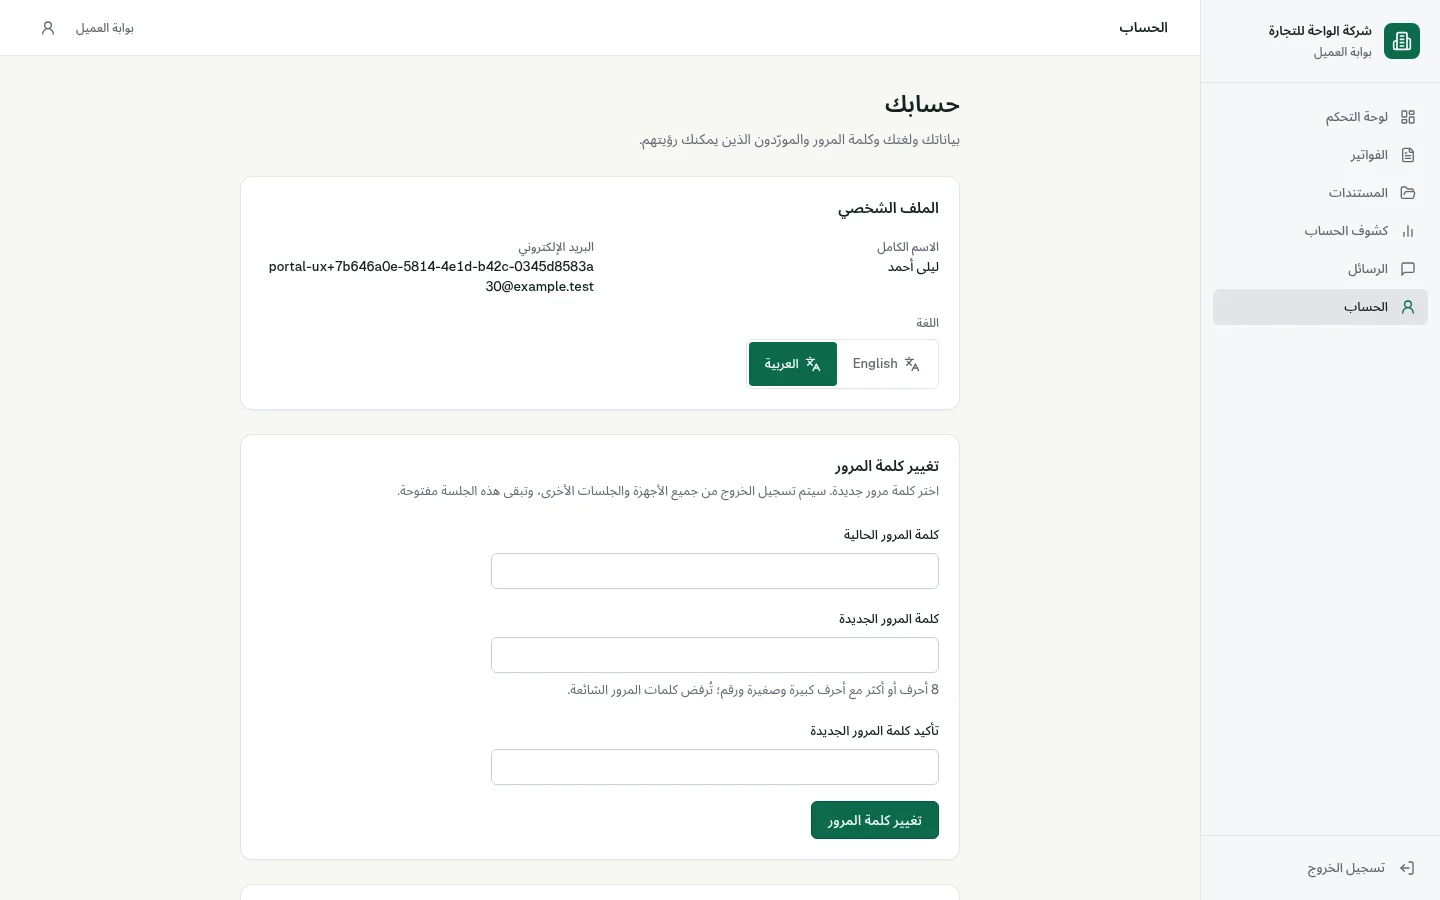 شركة الواحة للتجارة
بوابة العميل
لوحة التحكم
الفواتير
المستندات
كشوف الحساب
الرسائل
الحساب
تسجيل الخروج
الحساب
بوابة العميل
حسابك
بياناتك ولغتك وكلمة المرور والمورّدون الذين يمكنك رؤيتهم.
الملف الشخصي
الاسم الكامل
ليلى أحمد
البريد الإلكتروني
portal-ux+7b646a0e-5814-4e1d-b42c-0345d8583a
30@example.test
اللغة
English
العربية
تغيير كلمة المرور
اختر كلمة مرور جديدة. سيتم تسجيل الخروج من جميع الأجهزة والجلسات الأخرى، وتبقى هذه الجلسة مفتوحة.
كلمة المرور الحالية
كلمة المرور الجديدة
8 أحرف أو أكثر مع أحرف كبيرة وصغيرة ورقم؛ تُرفض كلمات المرور الشائعة.
تأكيد كلمة المرور الجديدة
تغيير كلمة المرور